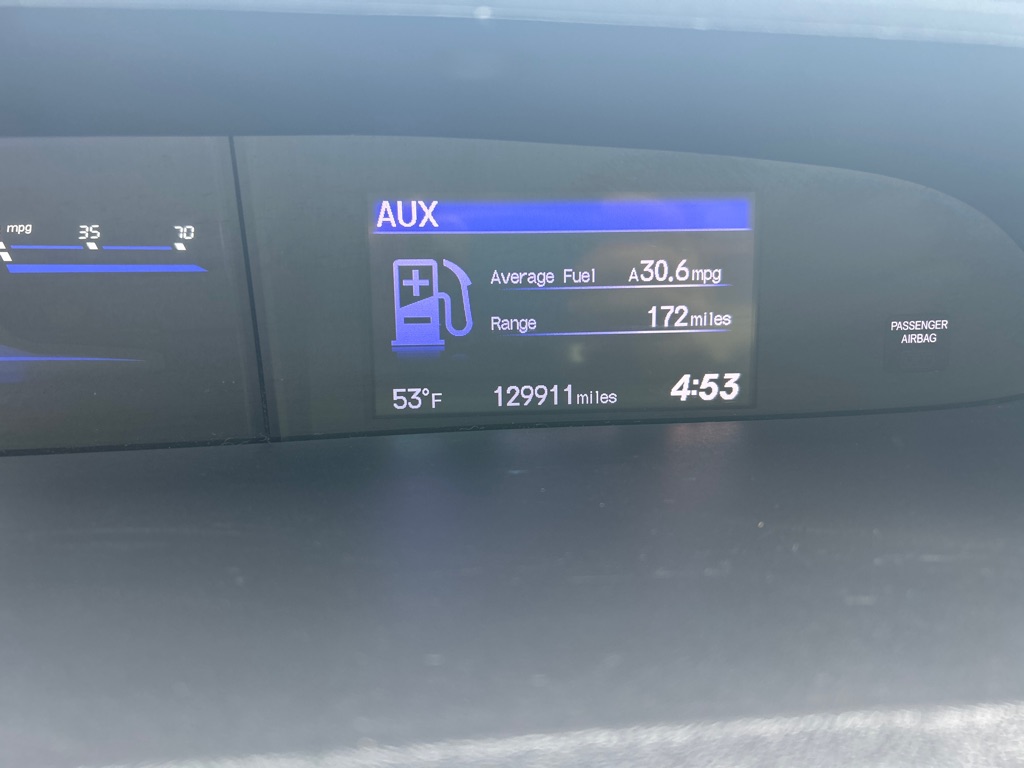 AUX
mpg 35 70
Average Fuel A30.6mpg
Range 172miles
PASSENGER
AIRBAG
53°F 129911miles 4:53